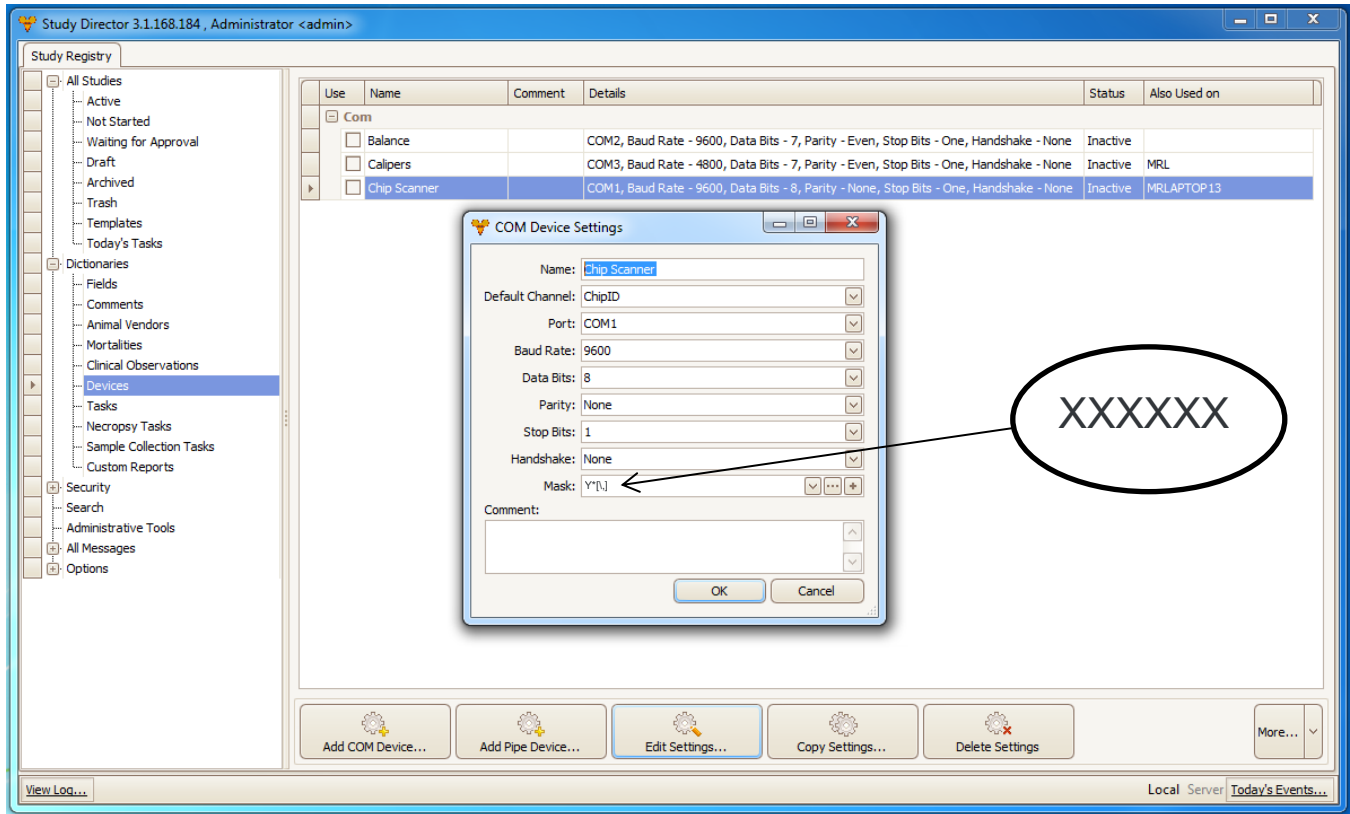 Study Director 3.1.168.184 , Administrator <admin>
Study Registry
All Studies
Active
Not Started
Waiting for Approval
Draft
Archived
Trash
Templates
Today's Tasks
Dictionaries
Fields
Comments
Animal Vendors
Mortalities
Clinical Observations
Devices
Tasks
Necropsy Tasks
Sample Collection Tasks
Custom Reports
Security
Search
Administrative Tools
All Messages
Options
Use Name Comment Details Status Also Used on
Com
Balance COM2, Baud Rate - 9600, Data Bits - 7, Parity - Even, Stop Bits - One, Handshake - None Inactive
Calipers COM3, Baud Rate - 4800, Data Bits - 7, Parity - Even, Stop Bits - One, Handshake - None Inactive MRL
Chip Scanner COM1, Baud Rate - 9600, Data Bits - 8, Parity - None, Stop Bits - One, Handshake - None Inactive MRLAPTOP13
COM Device Settings
Name: Chip Scanner
Default Channel: ChipID
Port: COM1
Baud Rate: 9600
Data Bits: 8
Parity: None
Stop Bits: 1
Handshake: None
Mask: Y*[\.]
Comment:
OK Cancel
XXXXXX
Add COM Device... Add Pipe Device... Edit Settings... Copy Settings... Delete Settings More...
View Log... Local Server Today's Events...